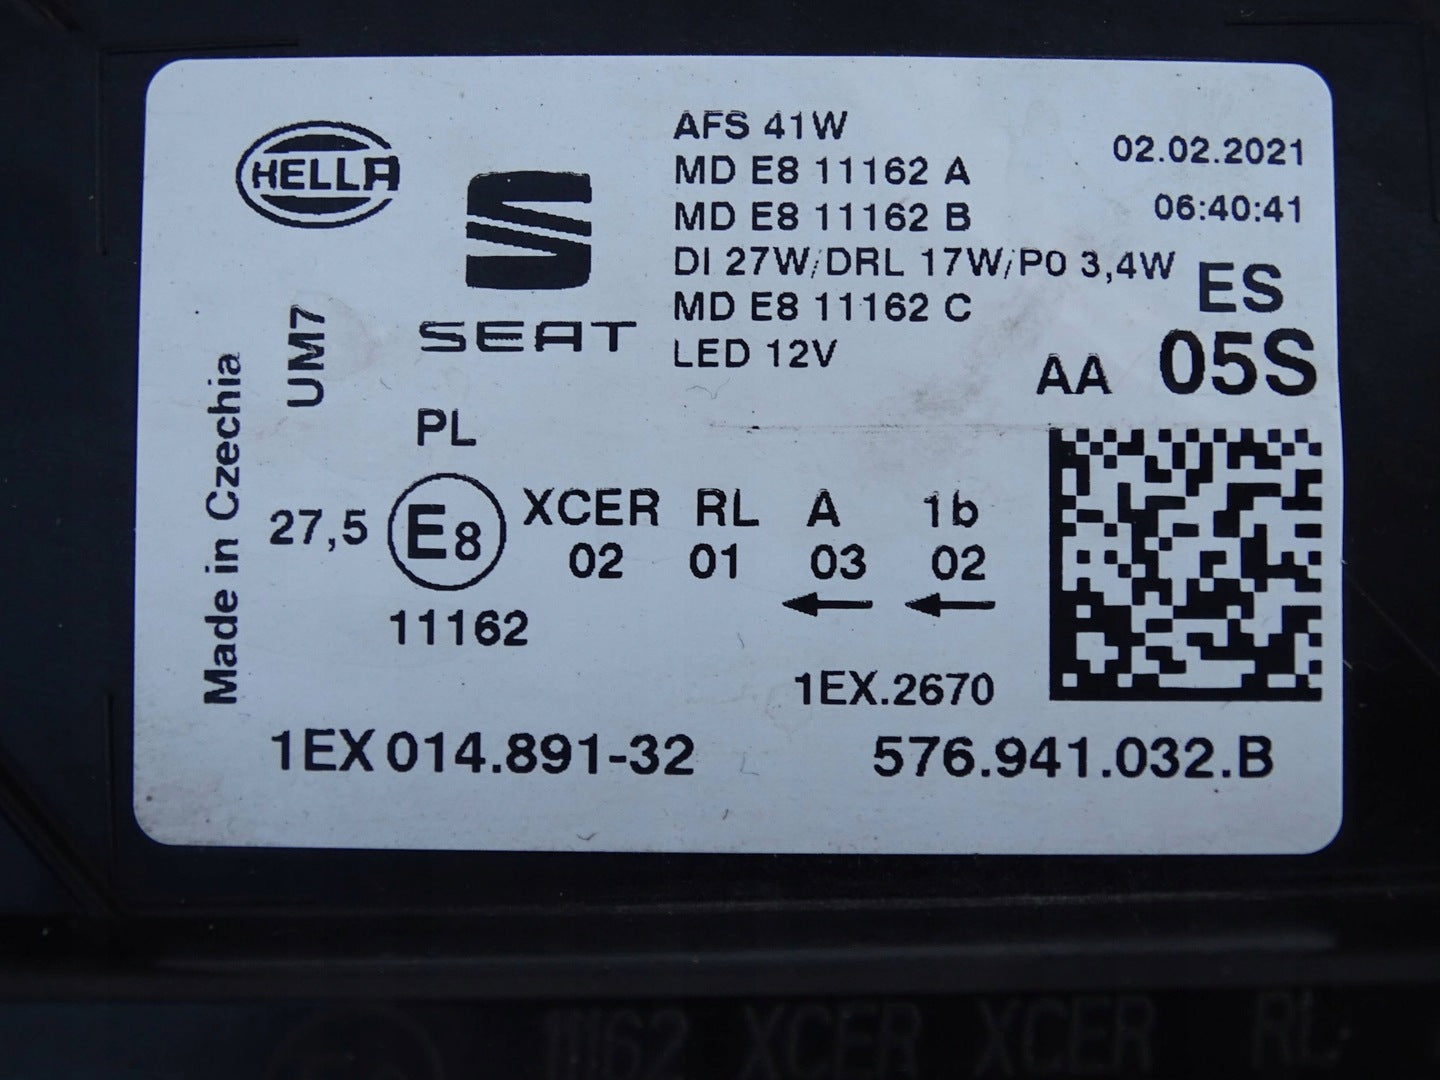 HELLA
SEAT
AFS 41W
MD E8 11162 A
MD E8 11162 B
DI 27W/DRL 17W/PO 3,4W
MD E8 11162 C
LED 12V
02.02.2021
06:40:41
ES
AA 05S
UM7
Made in Czechia
PL
27,5 E8 XCER RL A 1b
02 01 03 02
11162
1EX.2670
1EX 014.891-32 576.941.032.B
11162 XCER XCER RL